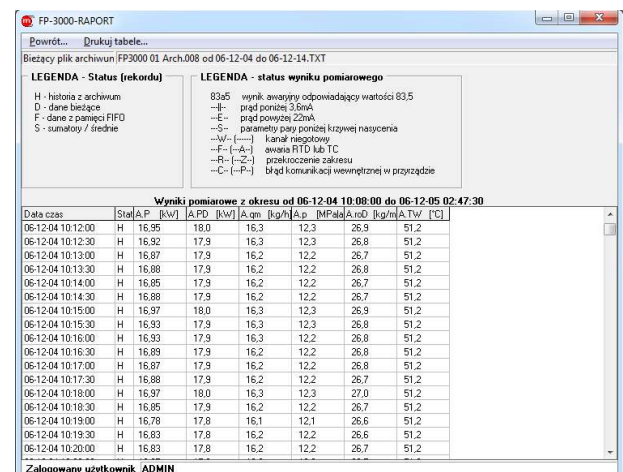 FP-3000-RAPORT
Powrót... Drukuj tabele...
Bieżący plik archiwun FP3000 01 Arch.008 od 06-12-04 do 06-12-14.TXT
LEGENDA - Status (rekordu)
H - historia z archiwum
D - dane bieżące
F - dane z pamięci FIFO
S - sumatory / średnie
LEGENDA - status wyniku pomiarowego
83a5 wynik awaryjny odpowiadający wartości 83,5
---||-- prąd poniżej 3,6mA
---E-- prąd powyżej 22mA
---S-- parametry pary poniżej krzywej nasycenia
---W-- (------) kanał niegotowy
---F-- (---A--) awaria RTD lub TC
---R-- (---Z--) przekroczenie zakresu
---C-- (---P--) błąd komunikacji wewnętrznej w przyrządzie
Wyniki pomiarowe z okresu od 06-12-04 10:08:00 do 06-12-05 02:47:30
Data czas Stat A.P [kW] A.PD [kW] A.qm [kg/h] A.p [MPala A.roD [kg/m A.TW [°C]
06-12-04 10:12:00 H 16,95 18,0 16,3 12,3 26,9 51,2
06-12-04 10:12:30 H 16,92 17,9 16,3 12,3 26,8 51,2
06-12-04 10:13:00 H 16,87 17,9 16,2 12,2 26,7 51,2
06-12-04 10:13:30 H 16,88 17,9 16,2 12,2 26,8 51,2
06-12-04 10:14:00 H 16,85 17,9 16,2 12,2 26,7 51,2
06-12-04 10:14:30 H 16,88 17,9 16,2 12,2 26,7 51,2
06-12-04 10:15:00 H 16,97 18,0 16,3 12,3 26,9 51,2
06-12-04 10:15:30 H 16,93 17,9 16,3 12,3 26,8 51,2
06-12-04 10:16:00 H 16,93 17,9 16,3 12,3 26,8 51,2
06-12-04 10:16:30 H 16,89 17,9 16,2 12,2 26,8 51,2
06-12-04 10:17:00 H 16,87 17,9 16,2 12,2 26,8 51,2
06-12-04 10:17:30 H 16,88 17,9 16,2 12,2 26,7 51,2
06-12-04 10:18:00 H 16,97 18,0 16,3 12,3 27,0 51,2
06-12-04 10:18:30 H 16,85 17,9 16,2 12,2 26,7 51,2
06-12-04 10:19:00 H 16,78 17,8 16,1 12,1 26,6 51,2
06-12-04 10:19:30 H 16,83 17,8 16,2 12,2 26,6 51,2
06-12-04 10:20:00 H 16,83 17,8 16,2 12,2 26,7 51,2
Zalogowany użytkownik ADMIN